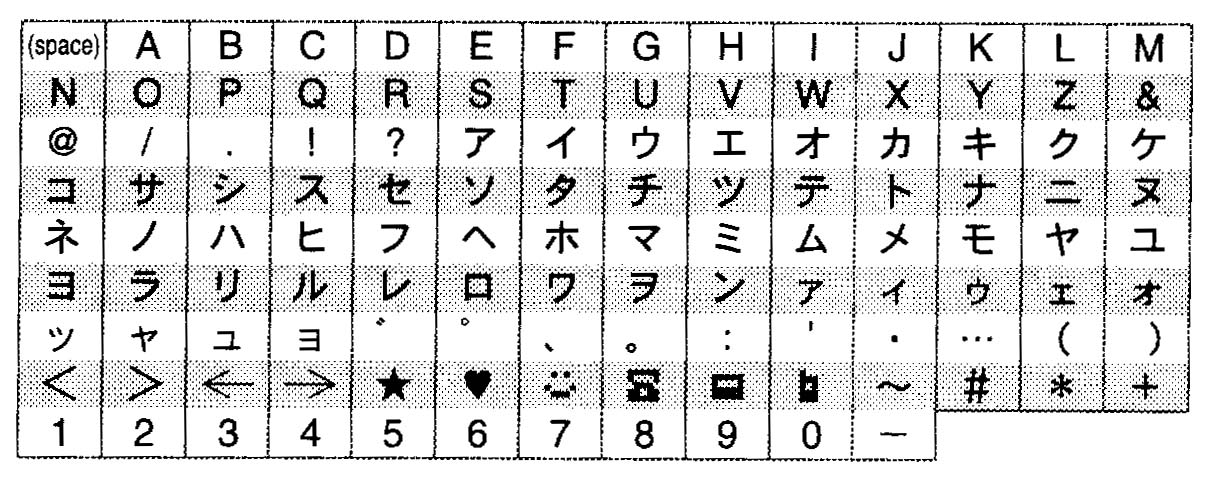 (space) A B C D E F G H I J K L M
N O P Q R S T U V W X Y Z &
@ / . ! ? ア イ ウ エ オ カ キ ク ケ
コ サ シ ス セ ソ タ チ ツ テ ト ナ ニ ヌ
ネ ノ ハ ヒ フ ヘ ホ マ ミ ム メ モ ヤ ユ
ヨ ラ リ ル レ ロ ワ ヲ ン ァ ィ ゥ ェ ォ
ッ ャ ュ ョ ゛ ゜ 、 。 : ' ・ … ( )
< > ← → ★ ♥ ~ # * +
1 2 3 4 5 6 7 8 9 0 —